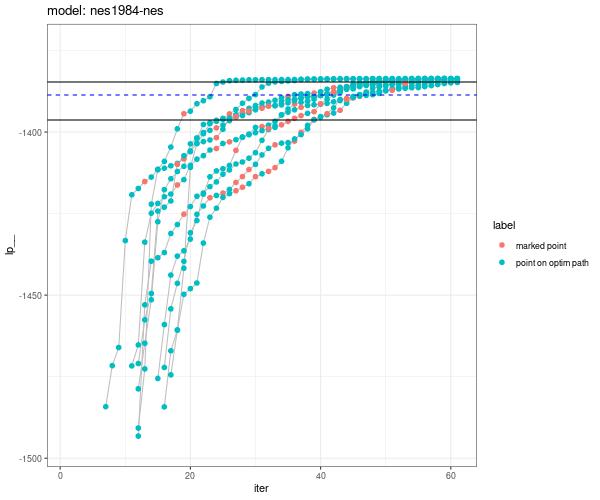 model: nes1984-nes
-1400
-1450
-1500
lp__
0
20
40
60
iter
label
marked point
point on optim path